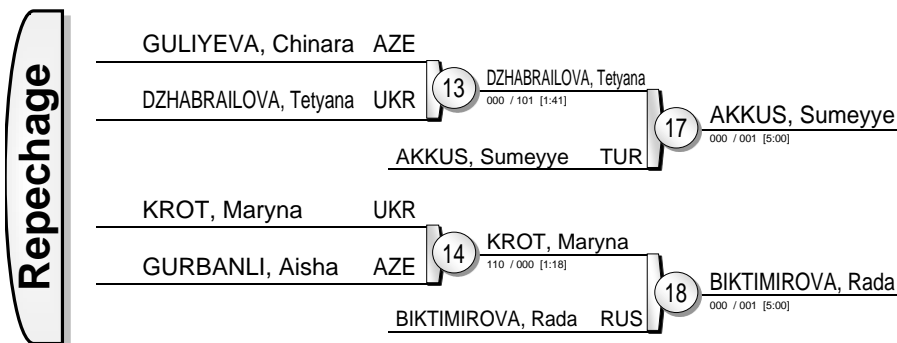 Repechage
GULIYEVA, Chinara AZE
DZHABRAILOVA, Tetyana UKR
13
DZHABRAILOVA, Tetyana
000 / 101 [1:41]
AKKUS, Sumeyye TUR
17
AKKUS, Sumeyye
000 / 001 [5:00]
KROT, Maryna UKR
GURBANLI, Aisha AZE
14
KROT, Maryna
110 / 000 [1:18]
BIKTIMIROVA, Rada RUS
18
BIKTIMIROVA, Rada
000 / 001 [5:00]